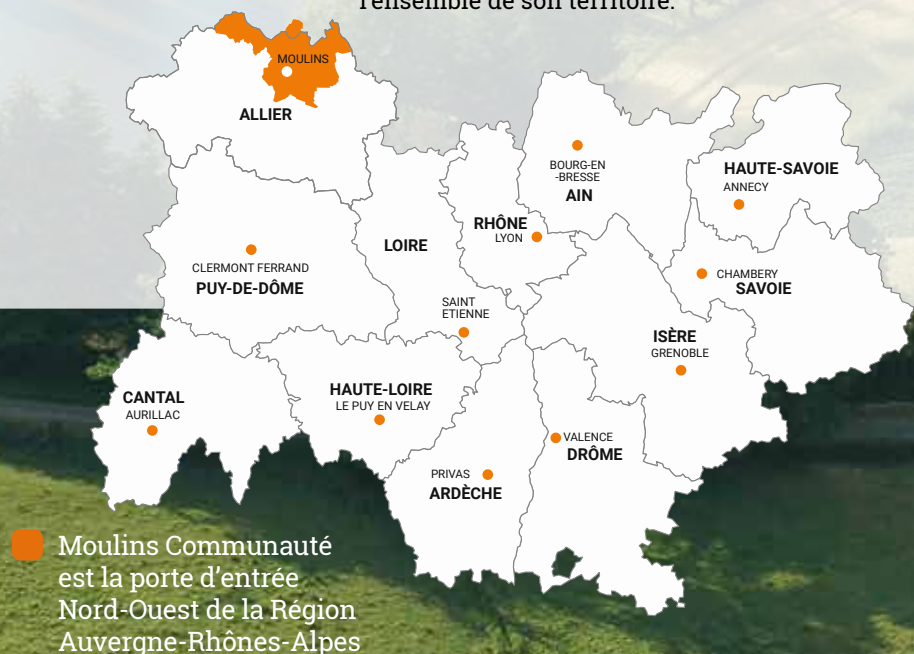 l'ensemble de son territoire.
MOULINS
ALLIER
BOURG-EN
-BRESSE
AIN
HAUTE-SAVOIE
ANNECY
RHÔNE
LYON
LOIRE
CLERMONT FERRAND
PUY-DE-DÔME
CHAMBERY
SAVOIE
SAINT
ETIENNE
ISÈRE
GRENOBLE
CANTAL
AURILLAC
HAUTE-LOIRE
LE PUY EN VELAY
VALENCE
DRÔME
PRIVAS
ARDÈCHE
Moulins Communauté
est la porte d'entrée
Nord-Ouest de la Région
Auvergne-Rhônes-Alpes